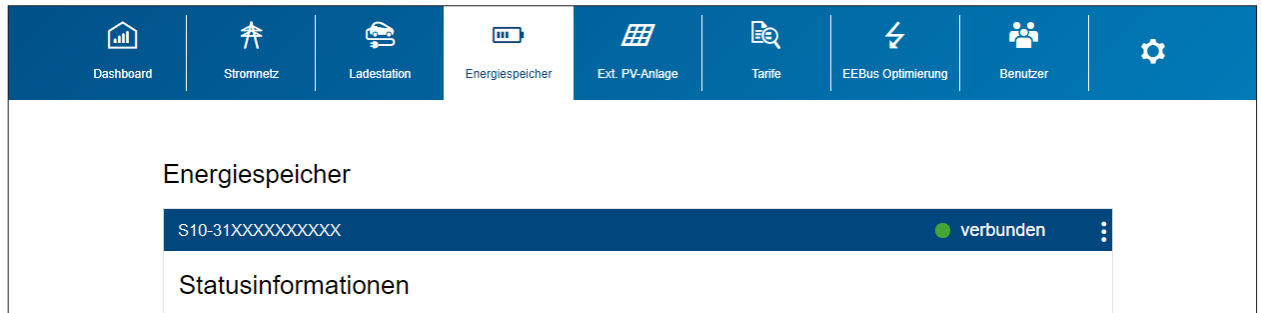 Dashboard
Stromnetz
Ladestation
Energiespeicher
Ext. PV-Anlage
Tarife
EEBus Optimierung
Benutzer
Energiespeicher
S10-31XXXXXXXXXX
verbunden
Statusinformationen